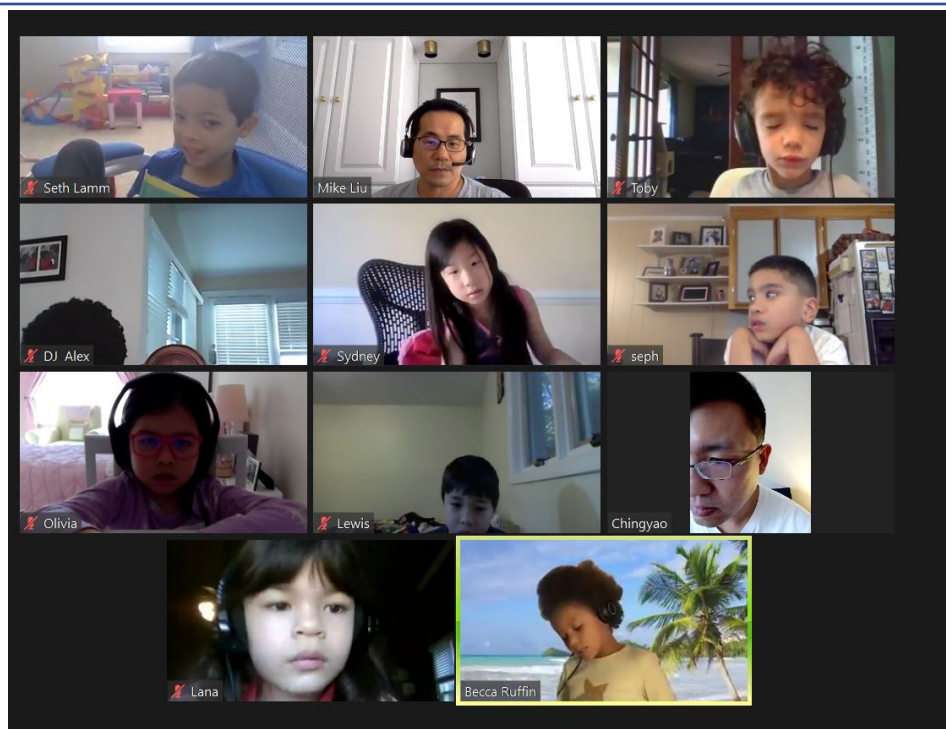 Seth Lamm
Mike Liu
Toby
DJ Alex
Sydney
seph
Olivia
Lewis
Chingyao
Lana
Becca Ruffin